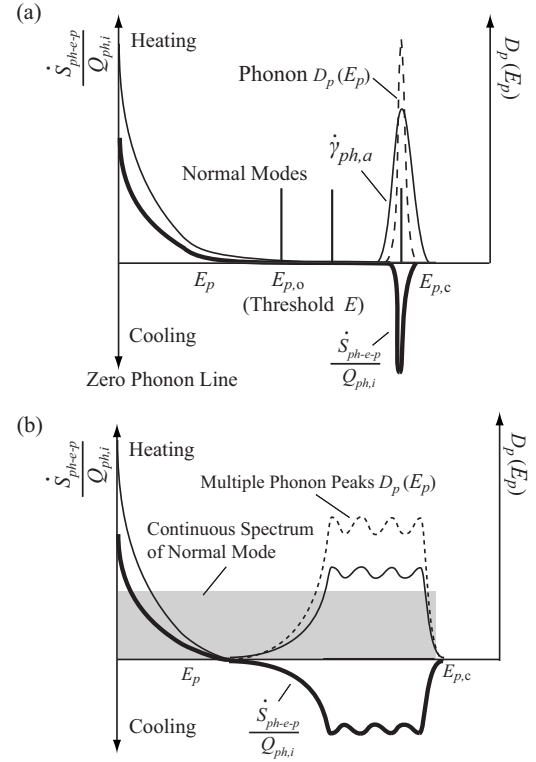 (a)
Heating
Ṡph-e-p
Qph,i
Dp(Ep)
Phonon Dp(Ep)
γ̇ph,a
Normal Modes
Ep
Ep,o
Ep,c
(Threshold E)
Cooling
Ṡph-e-p
Qph,i
Zero Phonon Line
(b)
Heating
Ṡph-e-p
Qph,i
Dp(Ep)
Multiple Phonon Peaks Dp(Ep)
Continuous Spectrum
of Normal Mode
Ep
Ep,c
Cooling
Ṡph-e-p
Qph,i